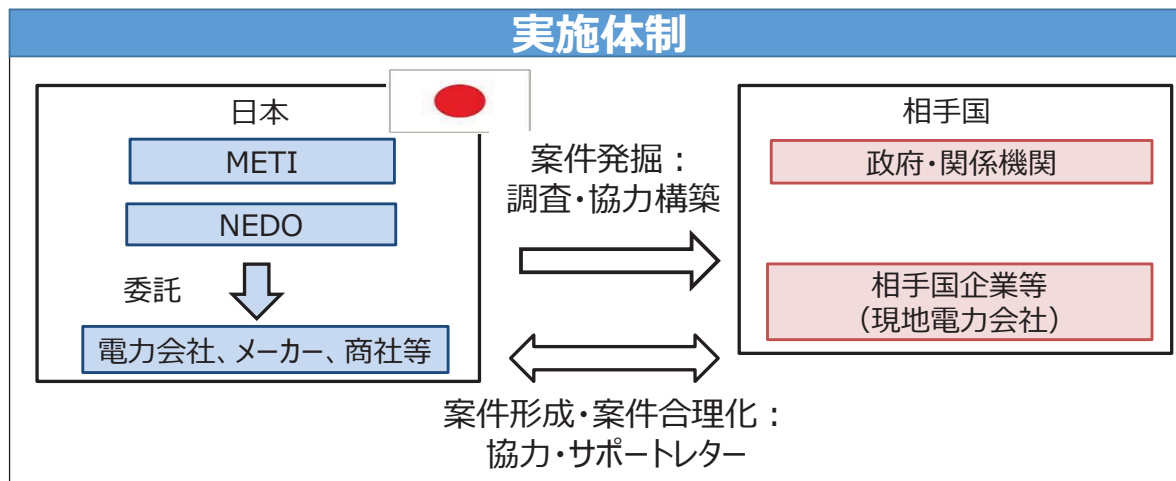 実施体制
日本
METI
NEDO
委託
電力会社、メーカー、商社等
案件発掘：
調査・協力構築
案件形成・案件合理化：
協力・サポートレター
相手国
政府・関係機関
相手国企業等
（現地電力会社）